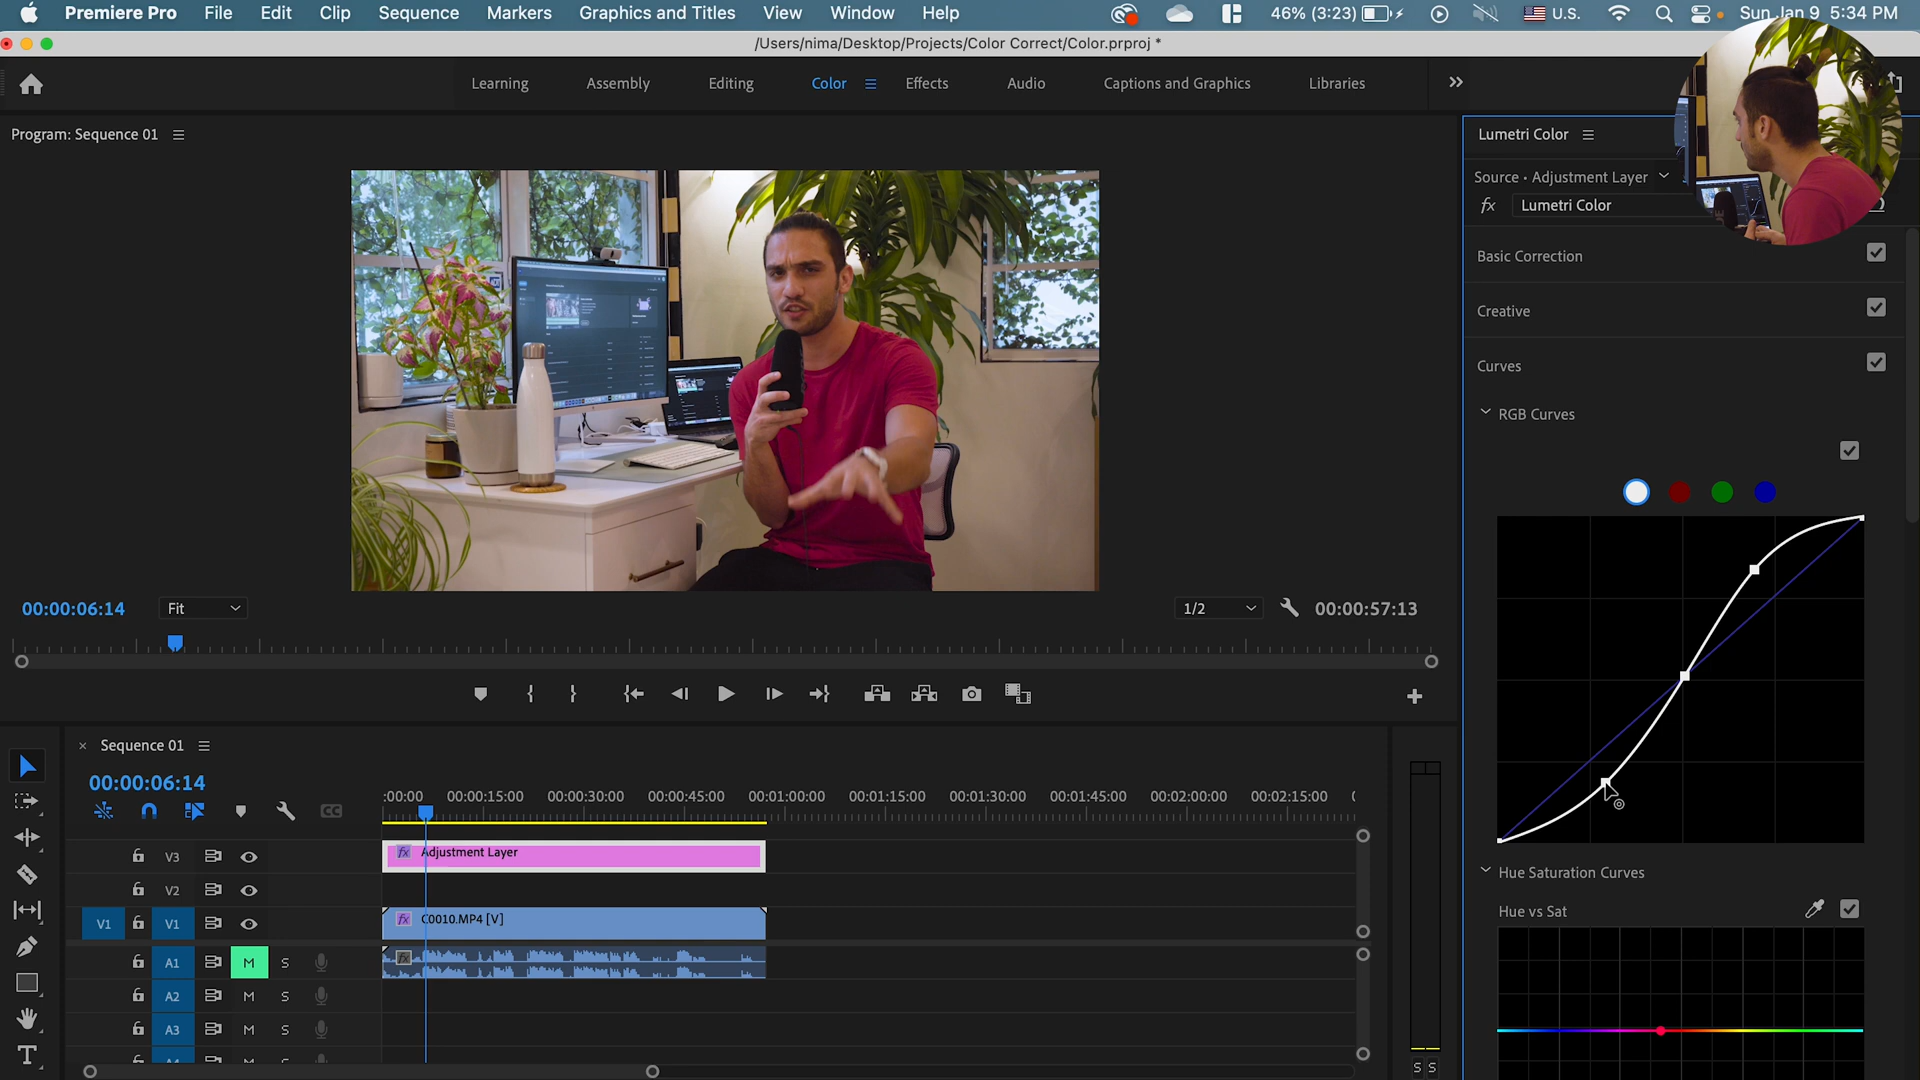 Premiere Pro File Edit Clip Sequence Markers Graphics and Titles View Window Help 46% (3:23) U.S. Sun Jan 9 5:34 PM
/Users/nima/Desktop/Projects/Color Correct/Color.prproj *
Learning Assembly Editing Color Effects Audio Captions and Graphics Libraries
Program: Sequence 01
Lumetri Color
Source • Adjustment Layer
fx Lumetri Color
Basic Correction
Creative
Curves
RGB Curves
00:00:06:14 Fit 1/2 00:00:57:13
Sequence 01
00:00:06:14
:00:00 00:00:15:00 00:00:30:00 00:00:45:00 00:01:00:00 00:01:15:00 00:01:30:00 00:01:45:00 00:02:00:00 00:02:15:00
CC
V3 fx Adjustment Layer
Hue Saturation Curves
V2
Hue vs Sat
V1 V1 fx C0010.MP4 [V]
A1 M S fx
A2 M S
A3 M S
T
S S